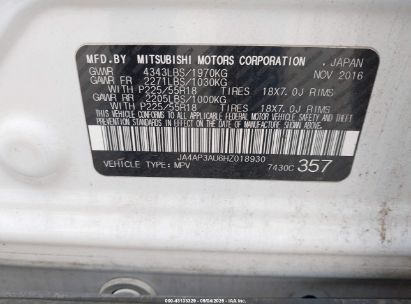 MFD.BY MITSUBISHI MOTORS CORPORATION , JAPAN
GVWR 4343LBS/1970KG NOV 2016
GAWR FR 2271LBS/1030KG
WITH P225/55R18 TIRES 18X7.0J RIMS
GAWR RR 2205LBS/1000KG
WITH P225/55R18 TIRES 18X7.0J RIMS
THIS VEHICLE CONFORMS TO ALL APPLICABLE FEDERAL MOTOR VEHICLE SAFETY, BUMPER AND THEFT
PREVENTION STANDARDS IN EFFECT ON THE DATE OF MANUFACTURE SHOWN ABOVE.
JA4AP3AU6HZ018930
VEHICLE TYPE: MPV 7430C 357